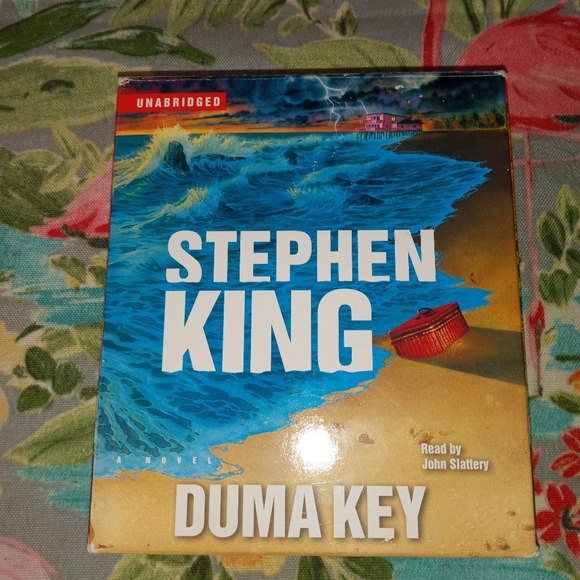 UNABRIDGED
STEPHEN
KING
A NOVEL
Read by
John Slattery
DUMA KEY